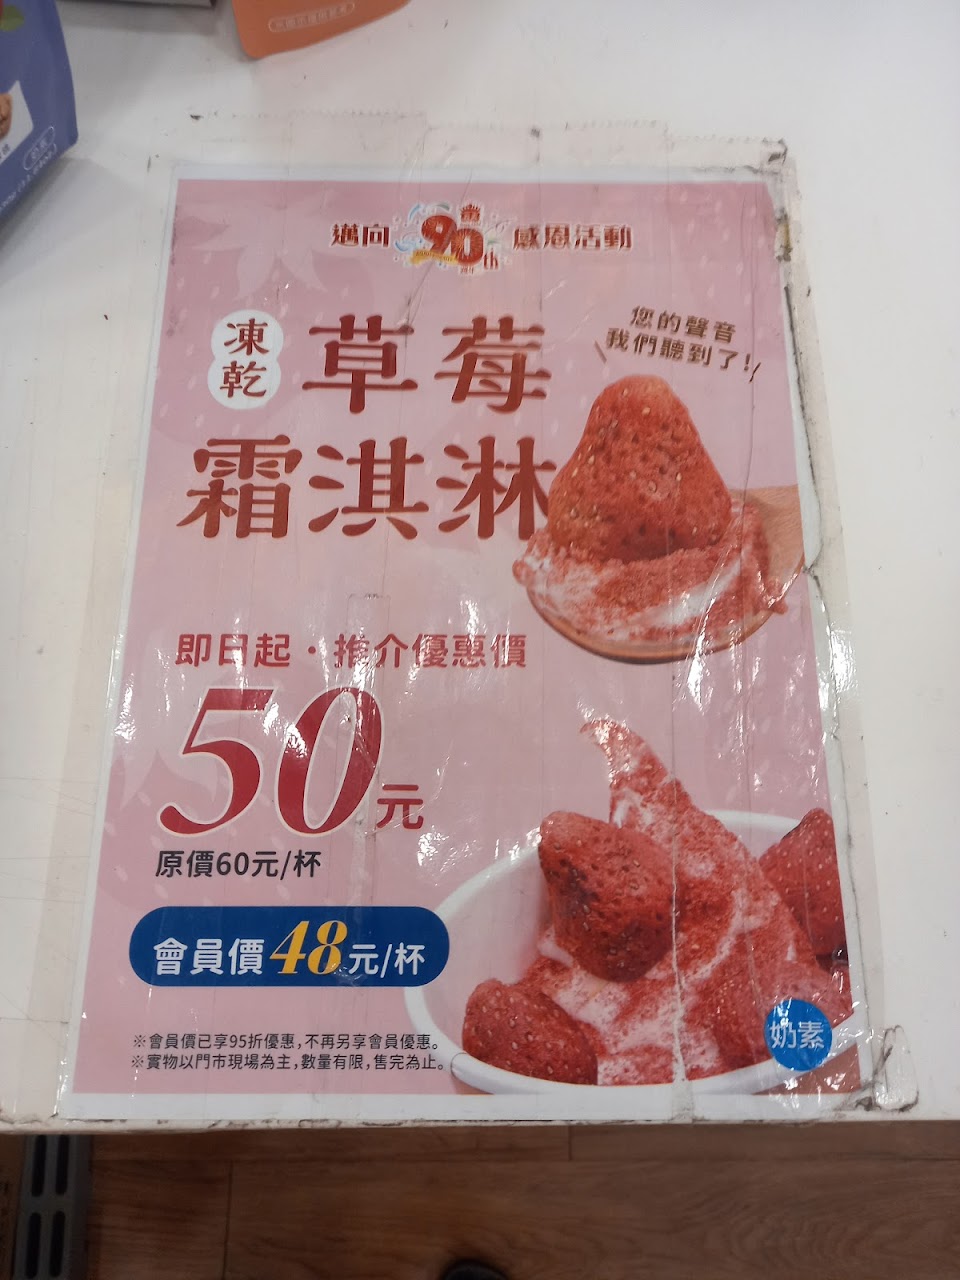 邁向 90th 感恩活動
您的聲音
我們聽到了!
凍乾
草莓
霜淇淋
即日起・推介優惠價
50元
原價60元/杯
會員價48元/杯
※會員價已享95折優惠,不再另享會員優惠。
※實物以門市現場為主,數量有限,售完為止。
奶素